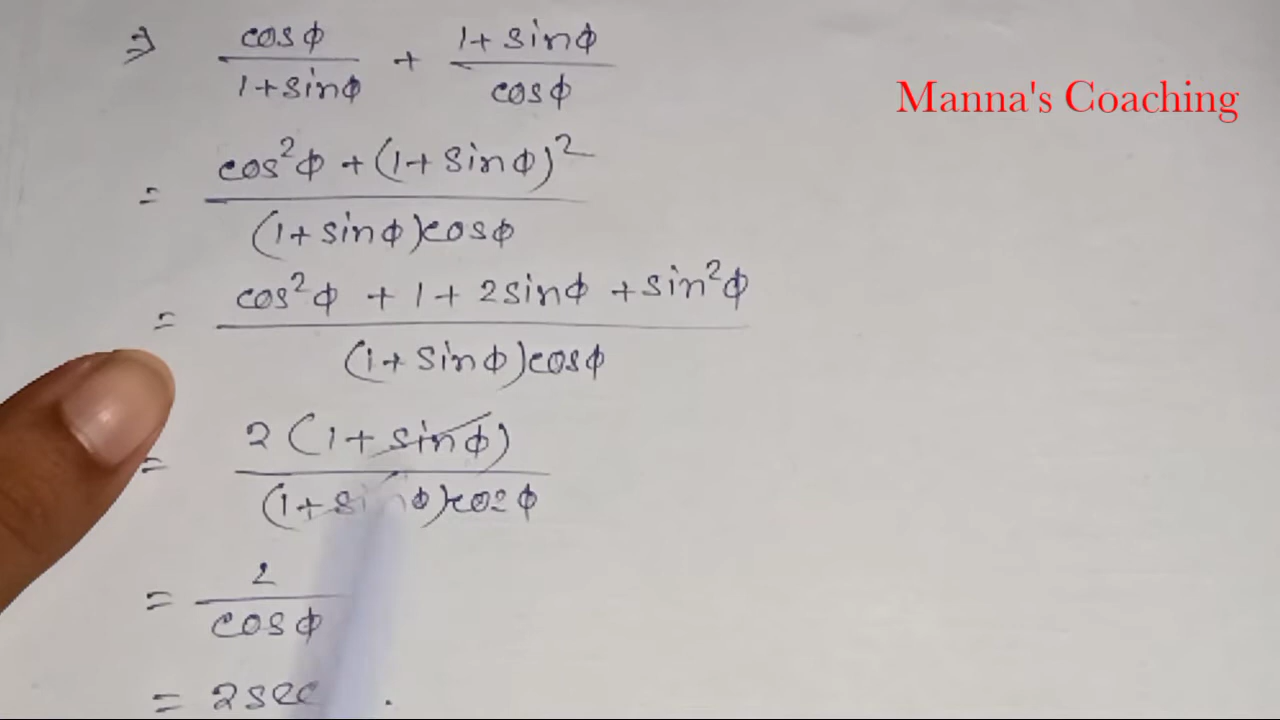 ⇒ cosϕ/(1+sinϕ) + (1+sinϕ)/cosϕ
Manna's Coaching
= (cos²ϕ + (1+sinϕ)²)/((1+sinϕ)cosϕ)
= (cos²ϕ + 1 + 2sinϕ + sin²ϕ)/((1+sinϕ)cosϕ)
= 2(1+sinϕ)/((1+sinϕ)cosϕ)
= 2/cosϕ
= 2sec .